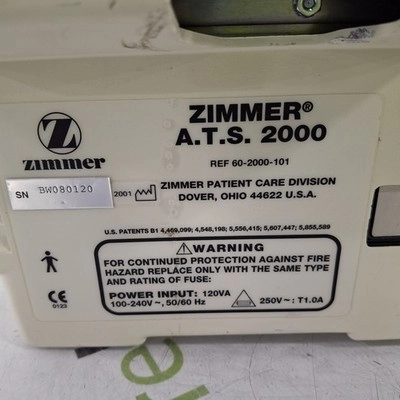 ZIMMER®
A.T.S. 2000
REF 60-2000-101
Z
zimmer
SN BW080120 2001
ZIMMER PATIENT CARE DIVISION
DOVER, OHIO 44622 U.S.A.
U.S. PATENTS B1 4,469,099; 4,548,198; 5,556,415; 5,607,447; 5,855,589
WARNING
FOR CONTINUED PROTECTION AGAINST FIRE
HAZARD REPLACE ONLY WITH THE SAME TYPE
AND RATING OF FUSE:
POWER INPUT: 120VA
100-240V~, 50/60 Hz
250V~: T1.0A
CE
0123